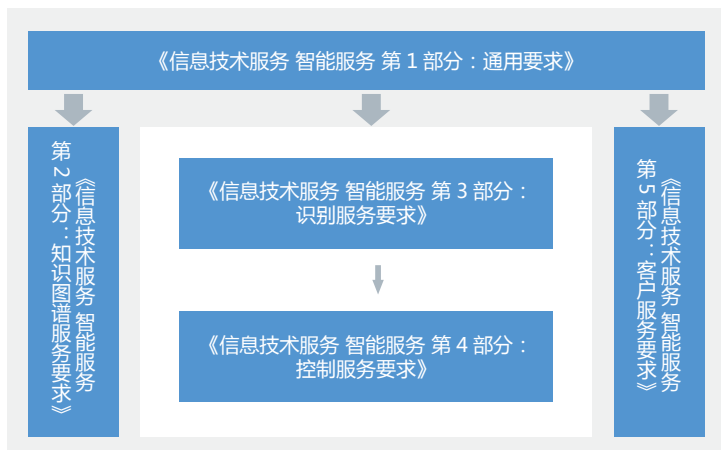 《信息技术服务 智能服务 第 1 部分：通用要求》
《信息技术服务 智能服务
第 2 部分：知识图谱服务要求》
《信息技术服务 智能服务 第 3 部分：
识别服务要求》
《信息技术服务 智能服务 第 4 部分：
控制服务要求》
《信息技术服务 智能服务
第 5 部分：客户服务要求》